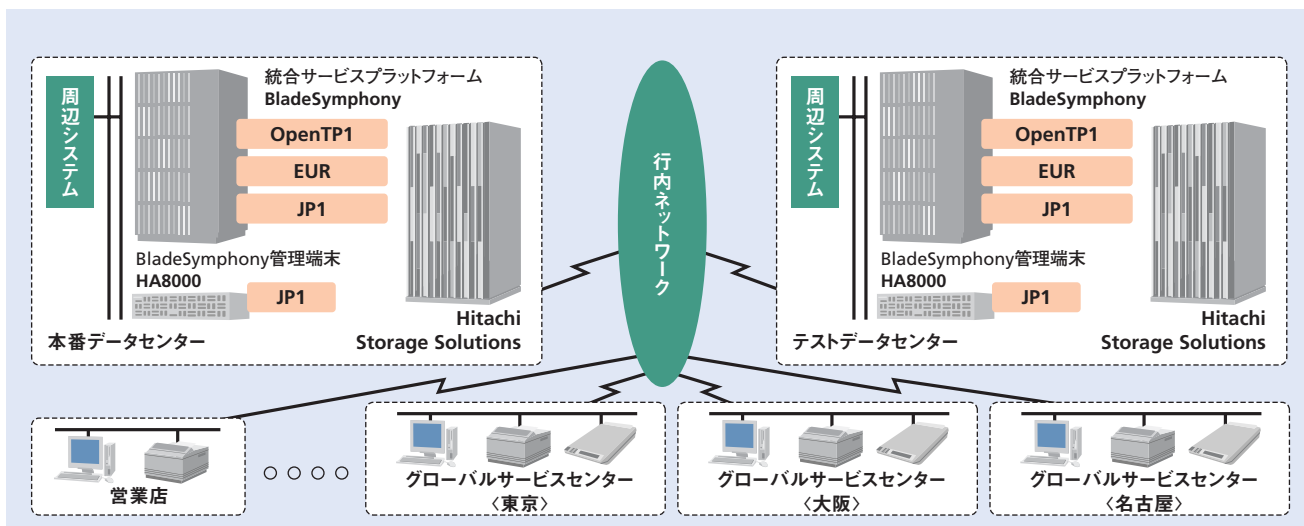 周辺システム
統合サービスプラットフォーム
BladeSymphony
OpenTP1
EUR
JP1
BladeSymphony管理端末
HA8000
JP1
本番データセンター
Hitachi
Storage Solutions
行内ネットワーク
周辺システム
統合サービスプラットフォーム
BladeSymphony
OpenTP1
EUR
JP1
BladeSymphony管理端末
HA8000
JP1
テストデータセンター
Hitachi
Storage Solutions
営業店
グローバルサービスセンター
〈東京〉
グローバルサービスセンター
〈大阪〉
グローバルサービスセンター
〈名古屋〉